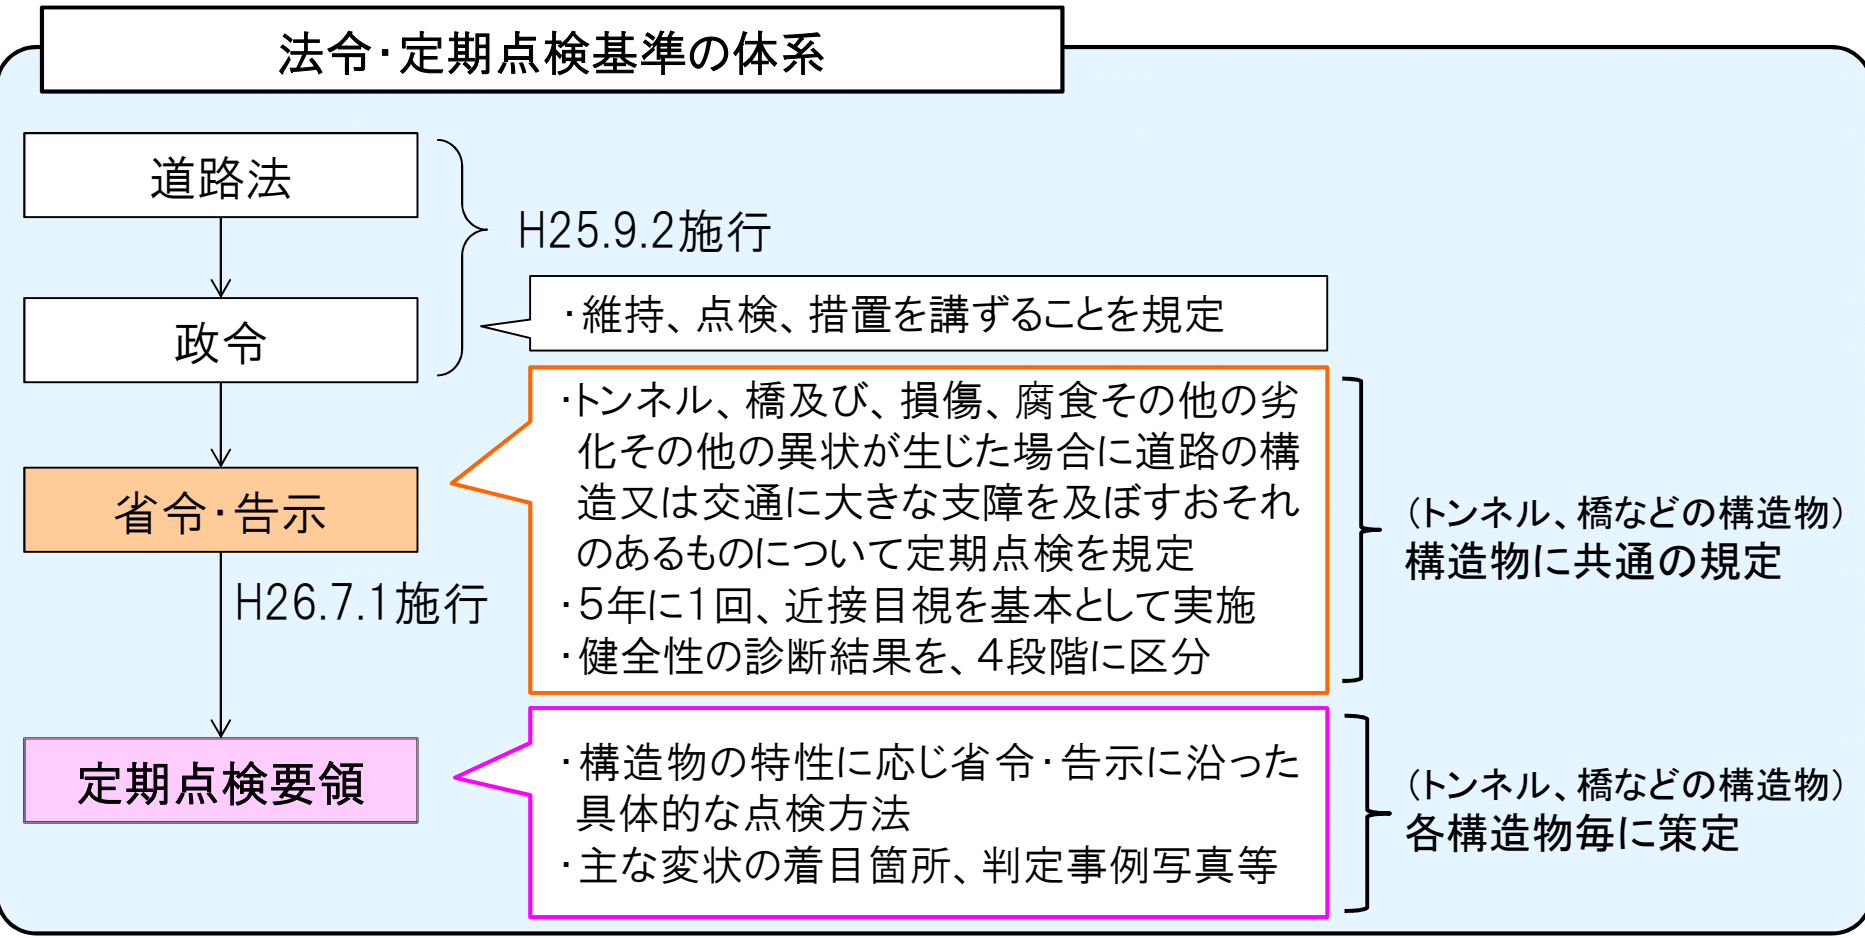 法令・定期点検基準の体系
道路法
H25.9.2施行
政令
・維持、点検、措置を講ずることを規定
省令・告示
・トンネル、橋及び、損傷、腐食その他の劣
化その他の異状が生じた場合に道路の構
造又は交通に大きな支障を及ぼすおそれ
のあるものについて定期点検を規定
・5年に1回、近接目視を基本として実施
・健全性の診断結果を、4段階に区分
（トンネル、橋などの構造物）
構造物に共通の規定
H26.7.1施行
定期点検要領
・構造物の特性に応じ省令・告示に沿った
具体的な点検方法
・主な変状の着目箇所、判定事例写真等
（トンネル、橋などの構造物）
各構造物毎に策定